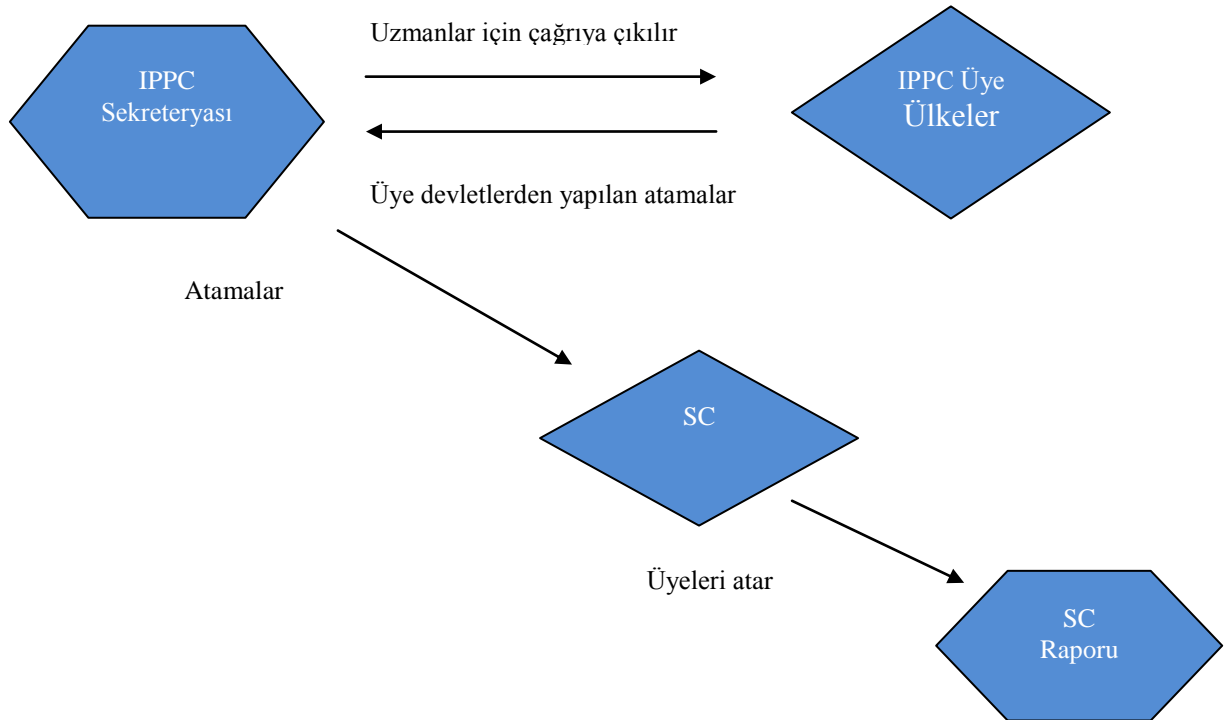 Uzmanlar için çağrıya çıkılır
IPPC
Sekreteryası
IPPC Üye
Ülkeler
Üye devletlerden yapılan atamalar
Atamalar
SC
Üyeleri atar
SC
Raporu